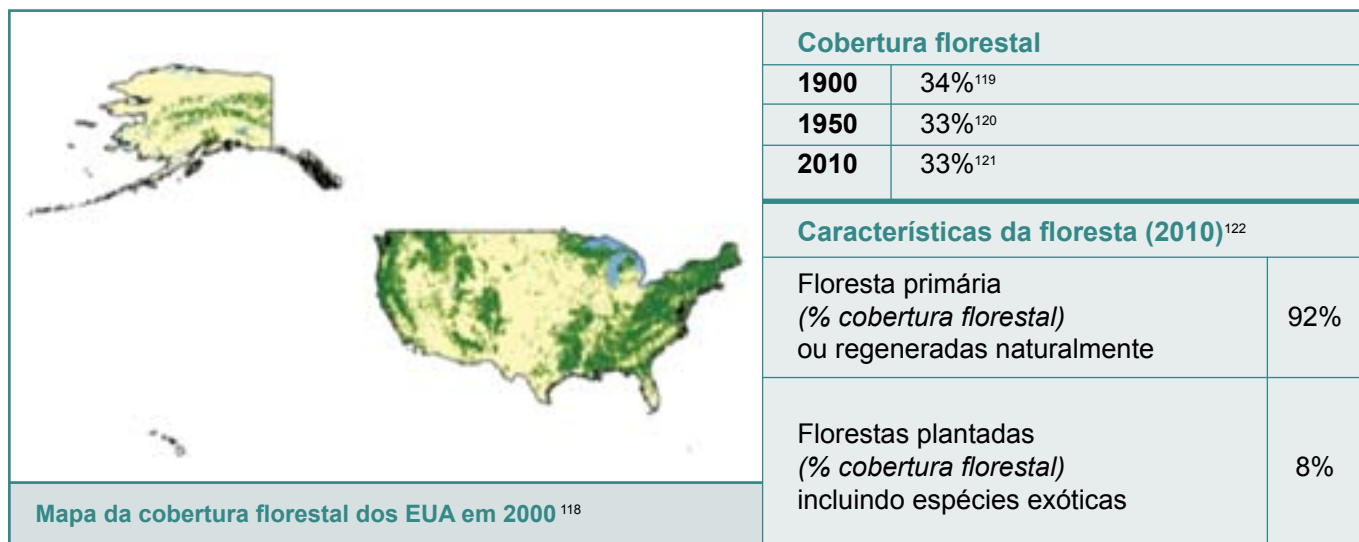 Mapa da cobertura florestal dos EUA em 2000 118
Cobertura florestal
1900 34%119
1950 33%120
2010 33%121
Características da floresta (2010)122
Floresta primária
(% cobertura florestal)
ou regeneradas naturalmente
92%
Florestas plantadas
(% cobertura florestal)
incluindo espécies exóticas
8%